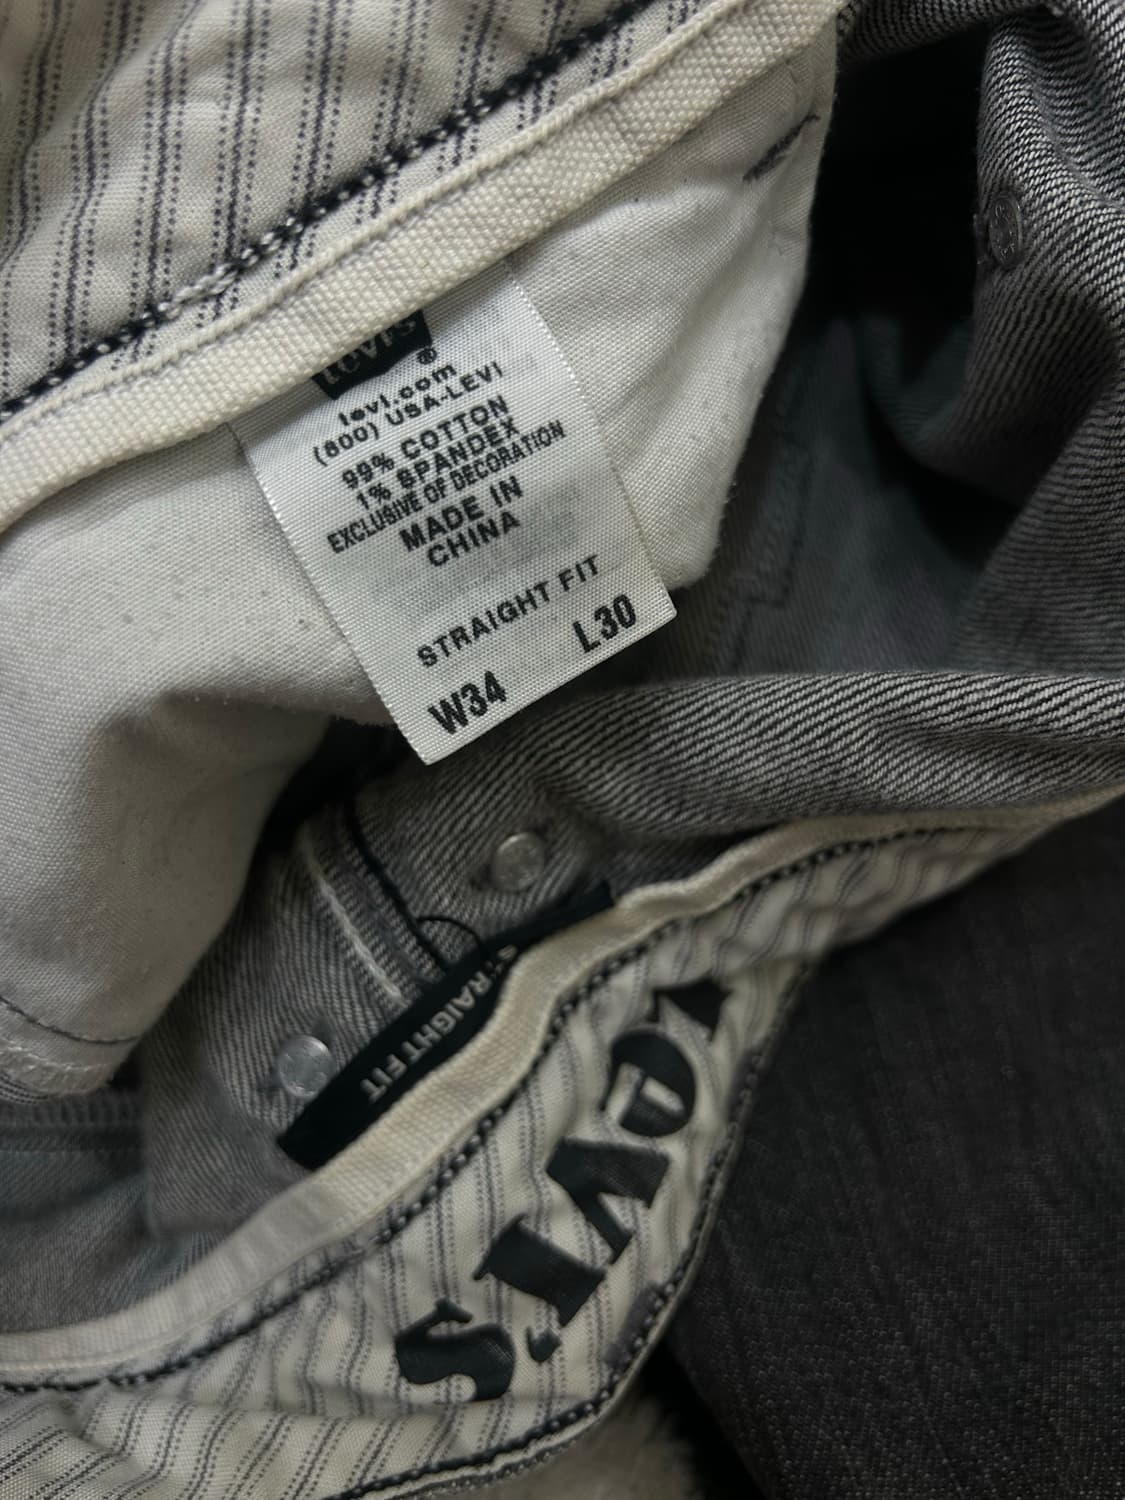 LEVI'S
®
levi.com
(800) USA-LEVI
99% COTTON
1% SPANDEX
EXCLUSIVE OF DECORATION
MADE IN
CHINA
STRAIGHT FIT
W34 L30
STRAIGHT FIT
LEVI'S